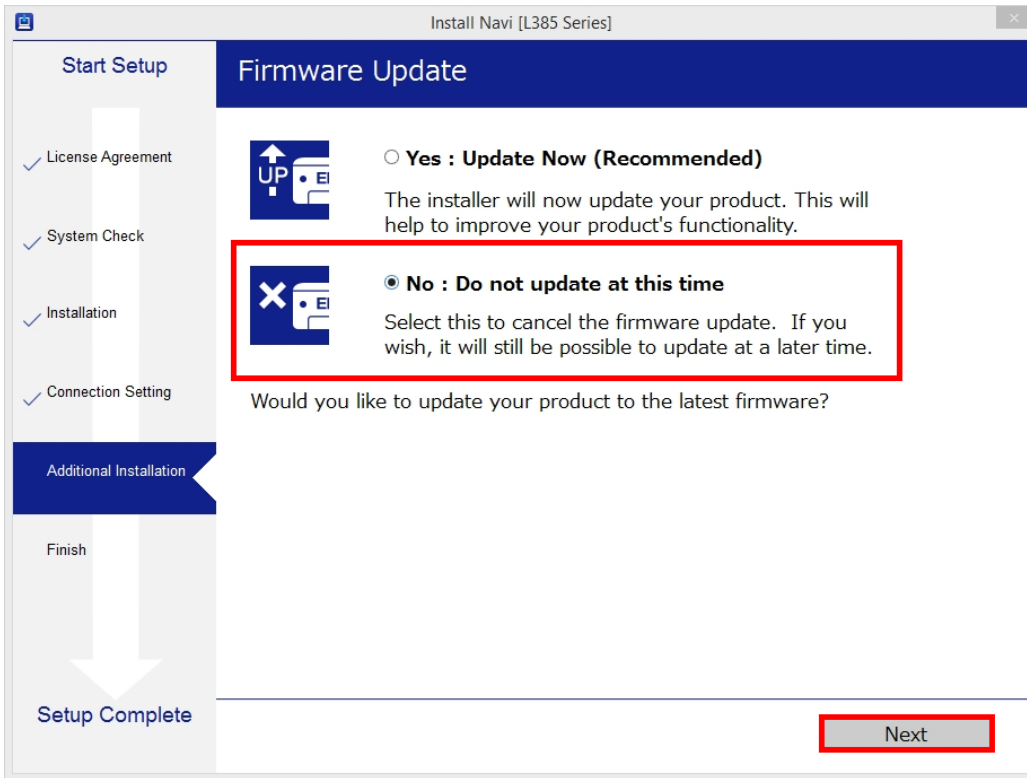 Install Navi [L385 Series]
Start Setup
Firmware Update
License Agreement
System Check
Installation
Connection Setting
Additional Installation
Finish
Setup Complete
UP
Yes : Update Now (Recommended)
The installer will now update your product. This will
help to improve your product's functionality.
No : Do not update at this time
Select this to cancel the firmware update.  If you
wish, it will still be possible to update at a later time.
Would you like to update your product to the latest firmware?
Next